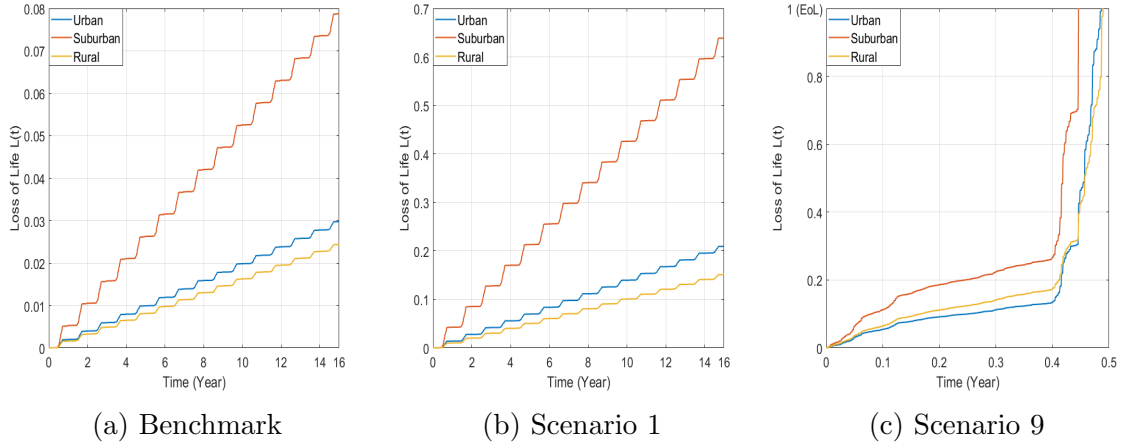 0.08
0.07
0.06
0.05
0.04
0.03
0.02
0.01
0
Loss of Life L(t)
Urban
Suburban
Rural
0 2 4 6 8 10 12 14 15 16
Time (Year)
(a) Benchmark
0.7
0.6
0.5
0.4
0.3
0.2
0.1
0
Loss of Life L(t)
Urban
Suburban
Rural
0 2 4 6 8 10 12 14 15 16
Time (Year)
(b) Scenario 1
1 (EoL)
0.8
0.6
0.4
0.2
0
Loss of Life L(t)
Urban
Suburban
Rural
0 0.1 0.2 0.3 0.4 0.5
Time (Year)
(c) Scenario 9